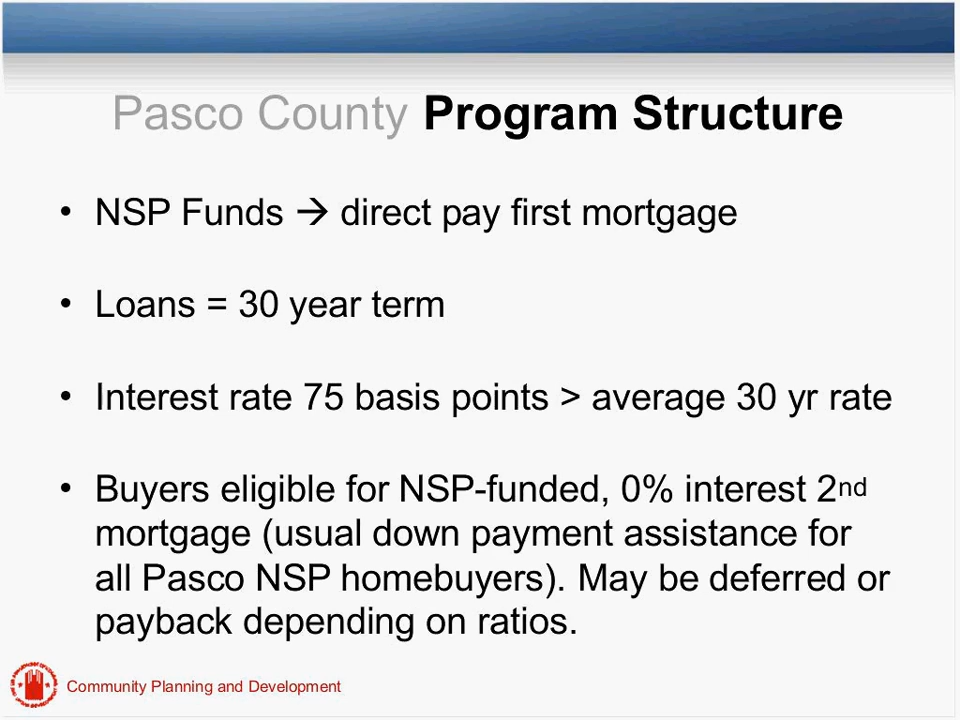 Pasco County Program Structure
• NSP Funds → direct pay first mortgage
• Loans = 30 year term
• Interest rate 75 basis points > average 30 yr rate
• Buyers eligible for NSP-funded, 0% interest 2nd
mortgage (usual down payment assistance for
all Pasco NSP homebuyers). May be deferred or
payback depending on ratios.
Community Planning and Development